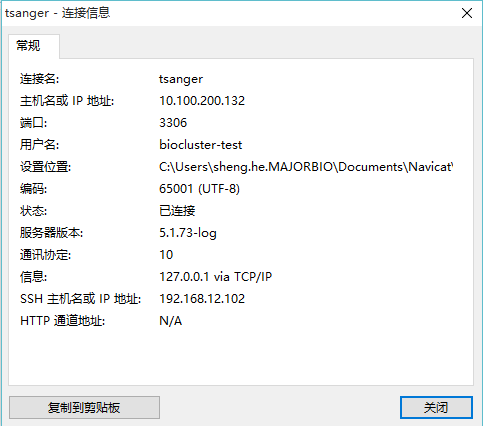 tsanger - 连接信息
常规
连接名: tsanger
主机名或 IP 地址: 10.100.200.132
端口: 3306
用户名: biocluster-test
设置位置: C:\Users\sheng.he.MAJORBIO\Documents\Navicat\
编码: 65001 (UTF-8)
状态: 已连接
服务器版本: 5.1.73-log
通讯协定: 10
信息: 127.0.0.1 via TCP/IP
SSH 主机名或 IP 地址: 192.168.12.102
HTTP 通道地址: N/A
复制到剪贴板 关闭